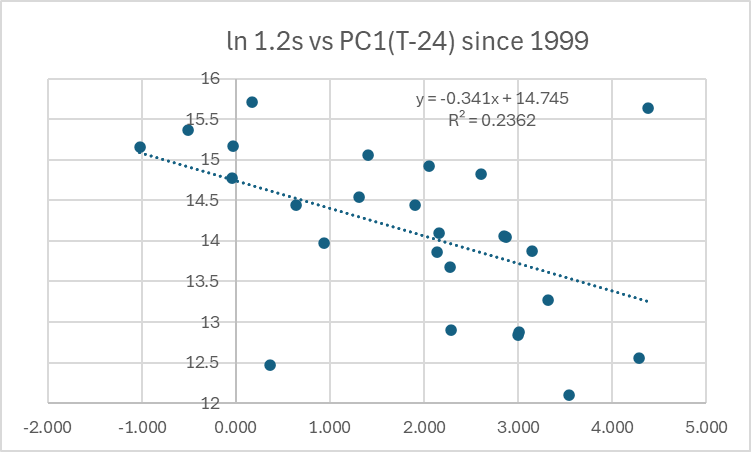 ln 1.2s vs PC1(T-24) since 1999
16
y = -0.341x + 14.745
R² = 0.2362
15.5
15
14.5
14
13.5
13
12.5
12
-2.000 -1.000 0.000 1.000 2.000 3.000 4.000 5.000